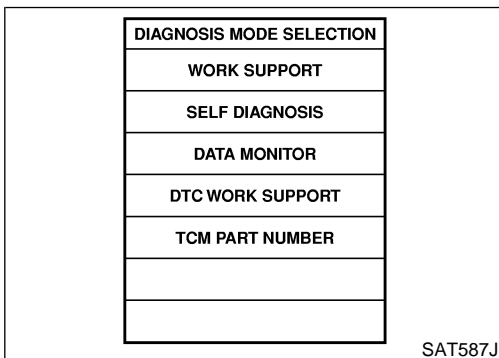 DIAGNOSIS MODE SELECTION
WORK SUPPORT
SELF DIAGNOSIS
DATA MONITOR
DTC WORK SUPPORT
TCM PART NUMBER
SAT587J